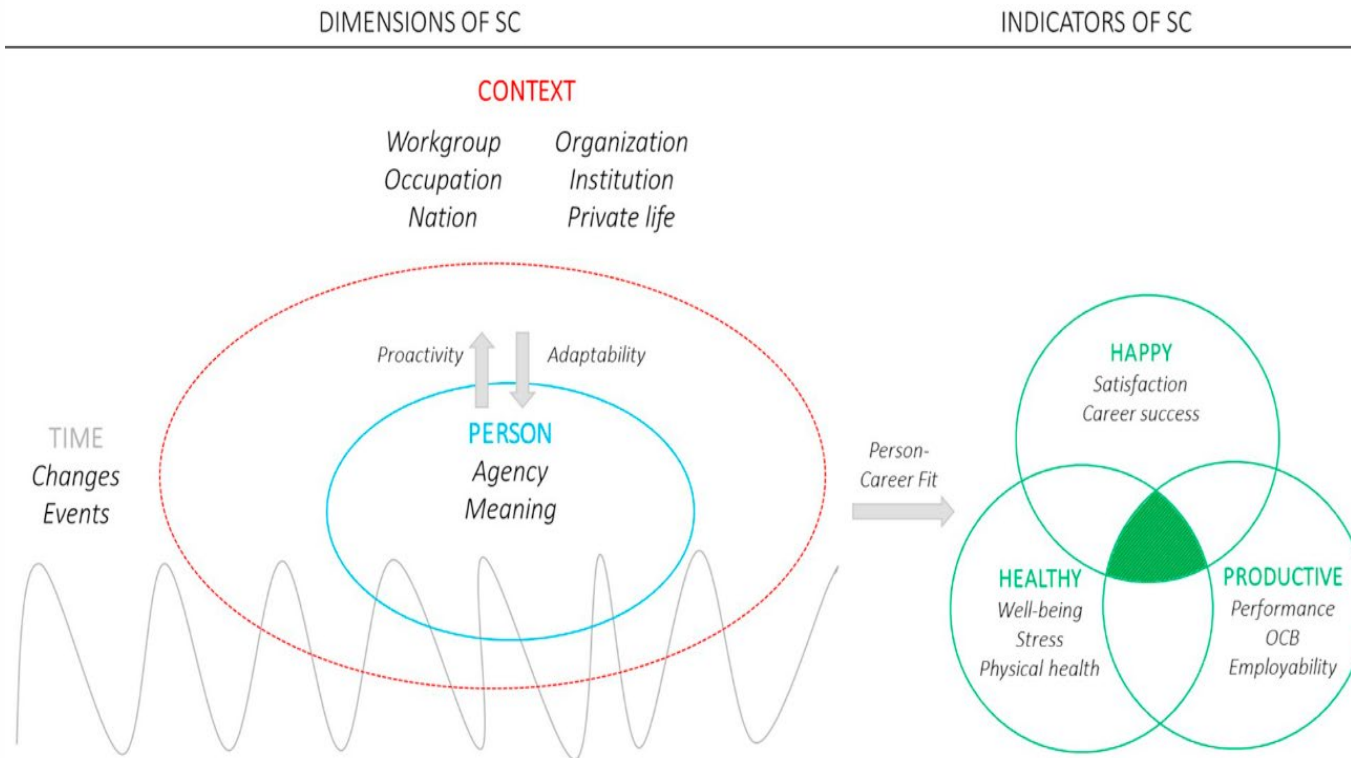 DIMENSIONS OF SC
INDICATORS OF SC
CONTEXT
Workgroup
Occupation
Nation
Organization
Institution
Private life
Proactivity
Adaptability
PERSON
Agency
Meaning
TIME
Changes
Events
Person-
Career Fit
HAPPY
Satisfaction
Career success
HEALTHY
Well-being
Stress
Physical health
PRODUCTIVE
Performance
OCB
Employability